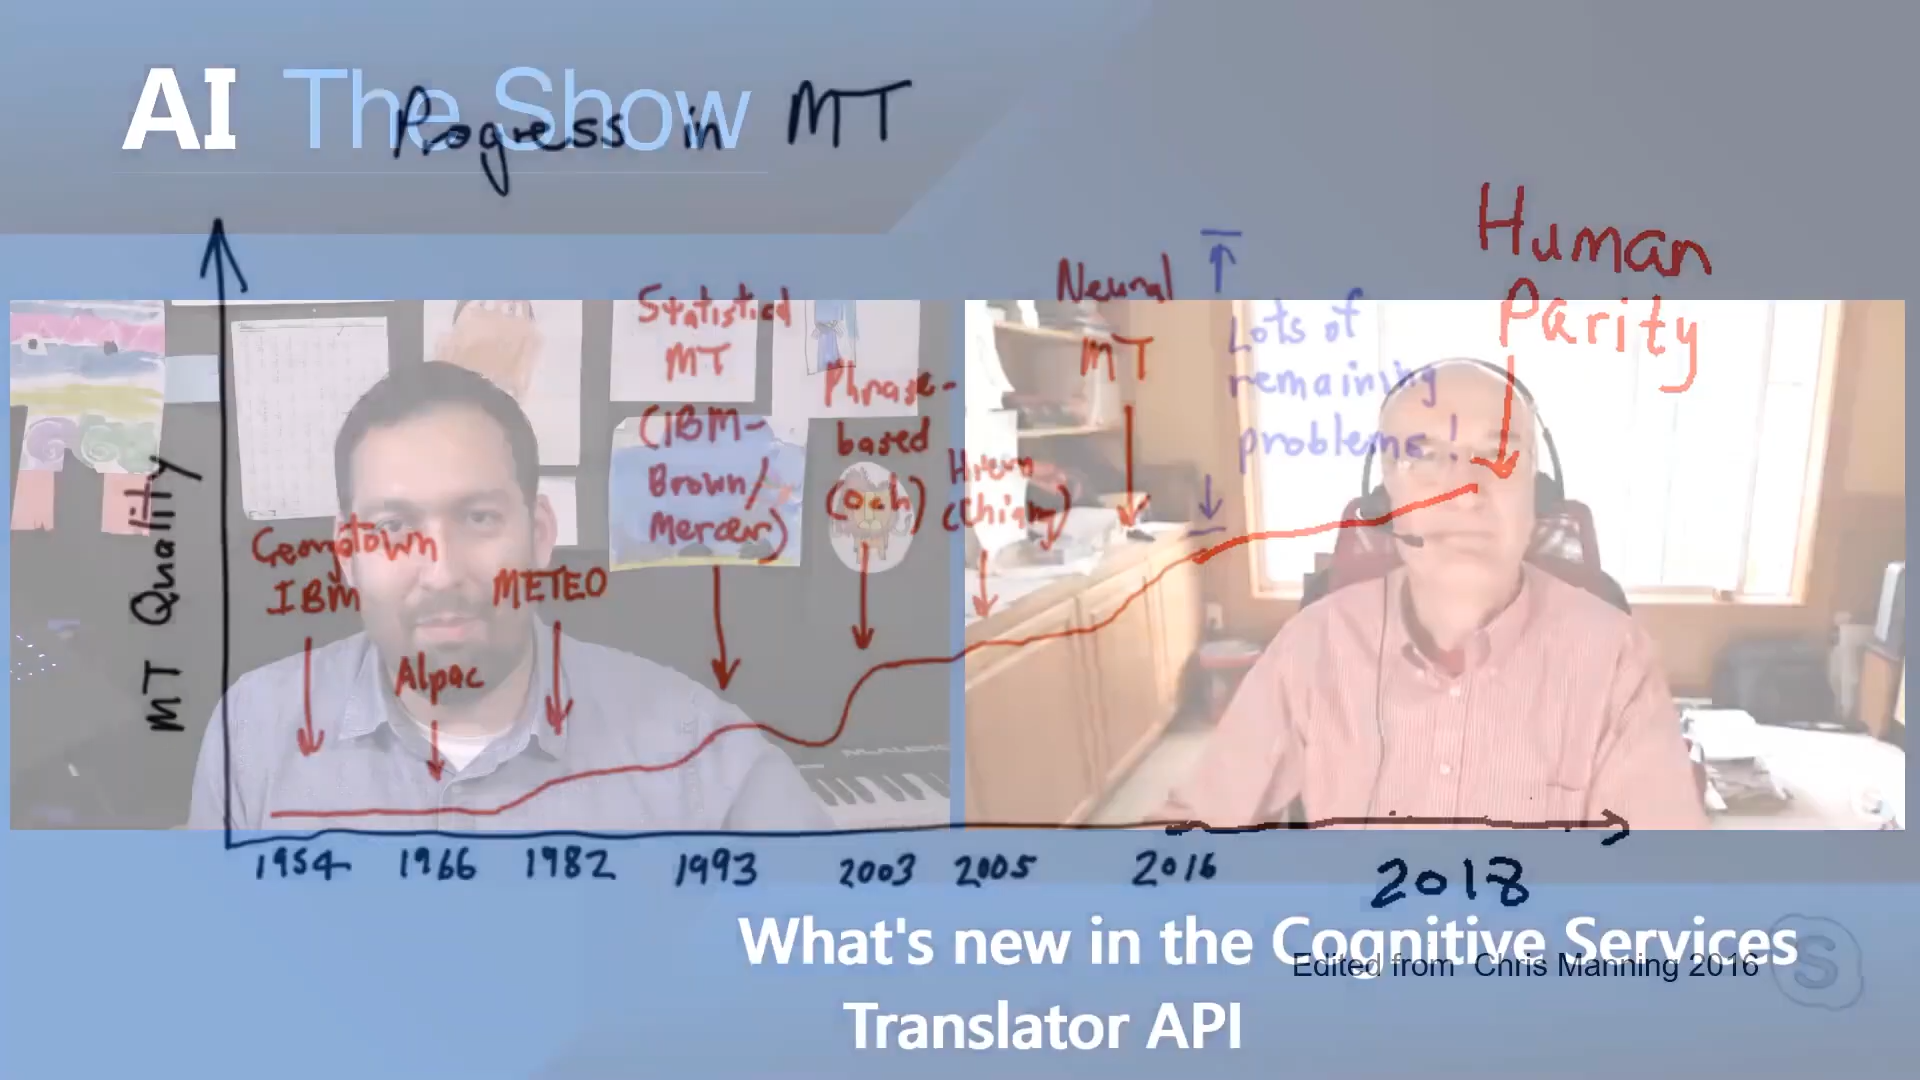 AI The Show
Progress in MT
Human
Parity
Neural
MT
Lots of
remaining
problems!
Statistical
MT
(IBM-
Brown/
Mercer)
Phrase-
based
(Och)
Hiero
(Chiang)
Georgetown
IBM
METEO
Alpac
MT Quality
1954 1966 1982 1993 2003 2005 2016 2018
What's new in the Cognitive Services
Translator API
Edited from Chris Manning 2016